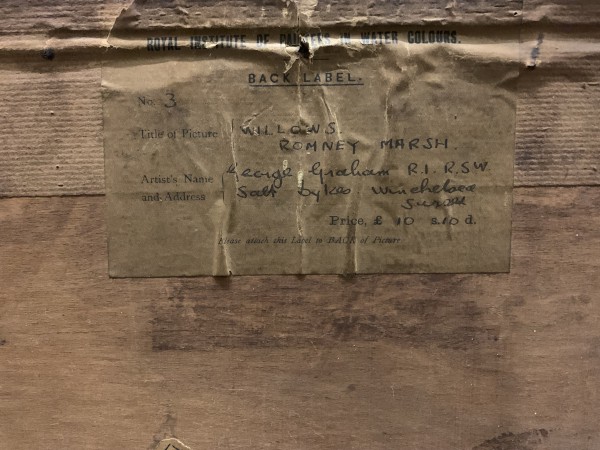 ROYAL INSTITUTE OF PAINTERS IN WATER COLOURS.
BACK LABEL.
No. 3
Title of Picture WILLOWS.
ROMNEY MARSH.
Artist's Name George Graham R.I. R.S.W
and Address Salt Dykes. Winchelsea
Sussex
Price, £ 10 s.10 d.
Please attach this Label to BACK of Picture